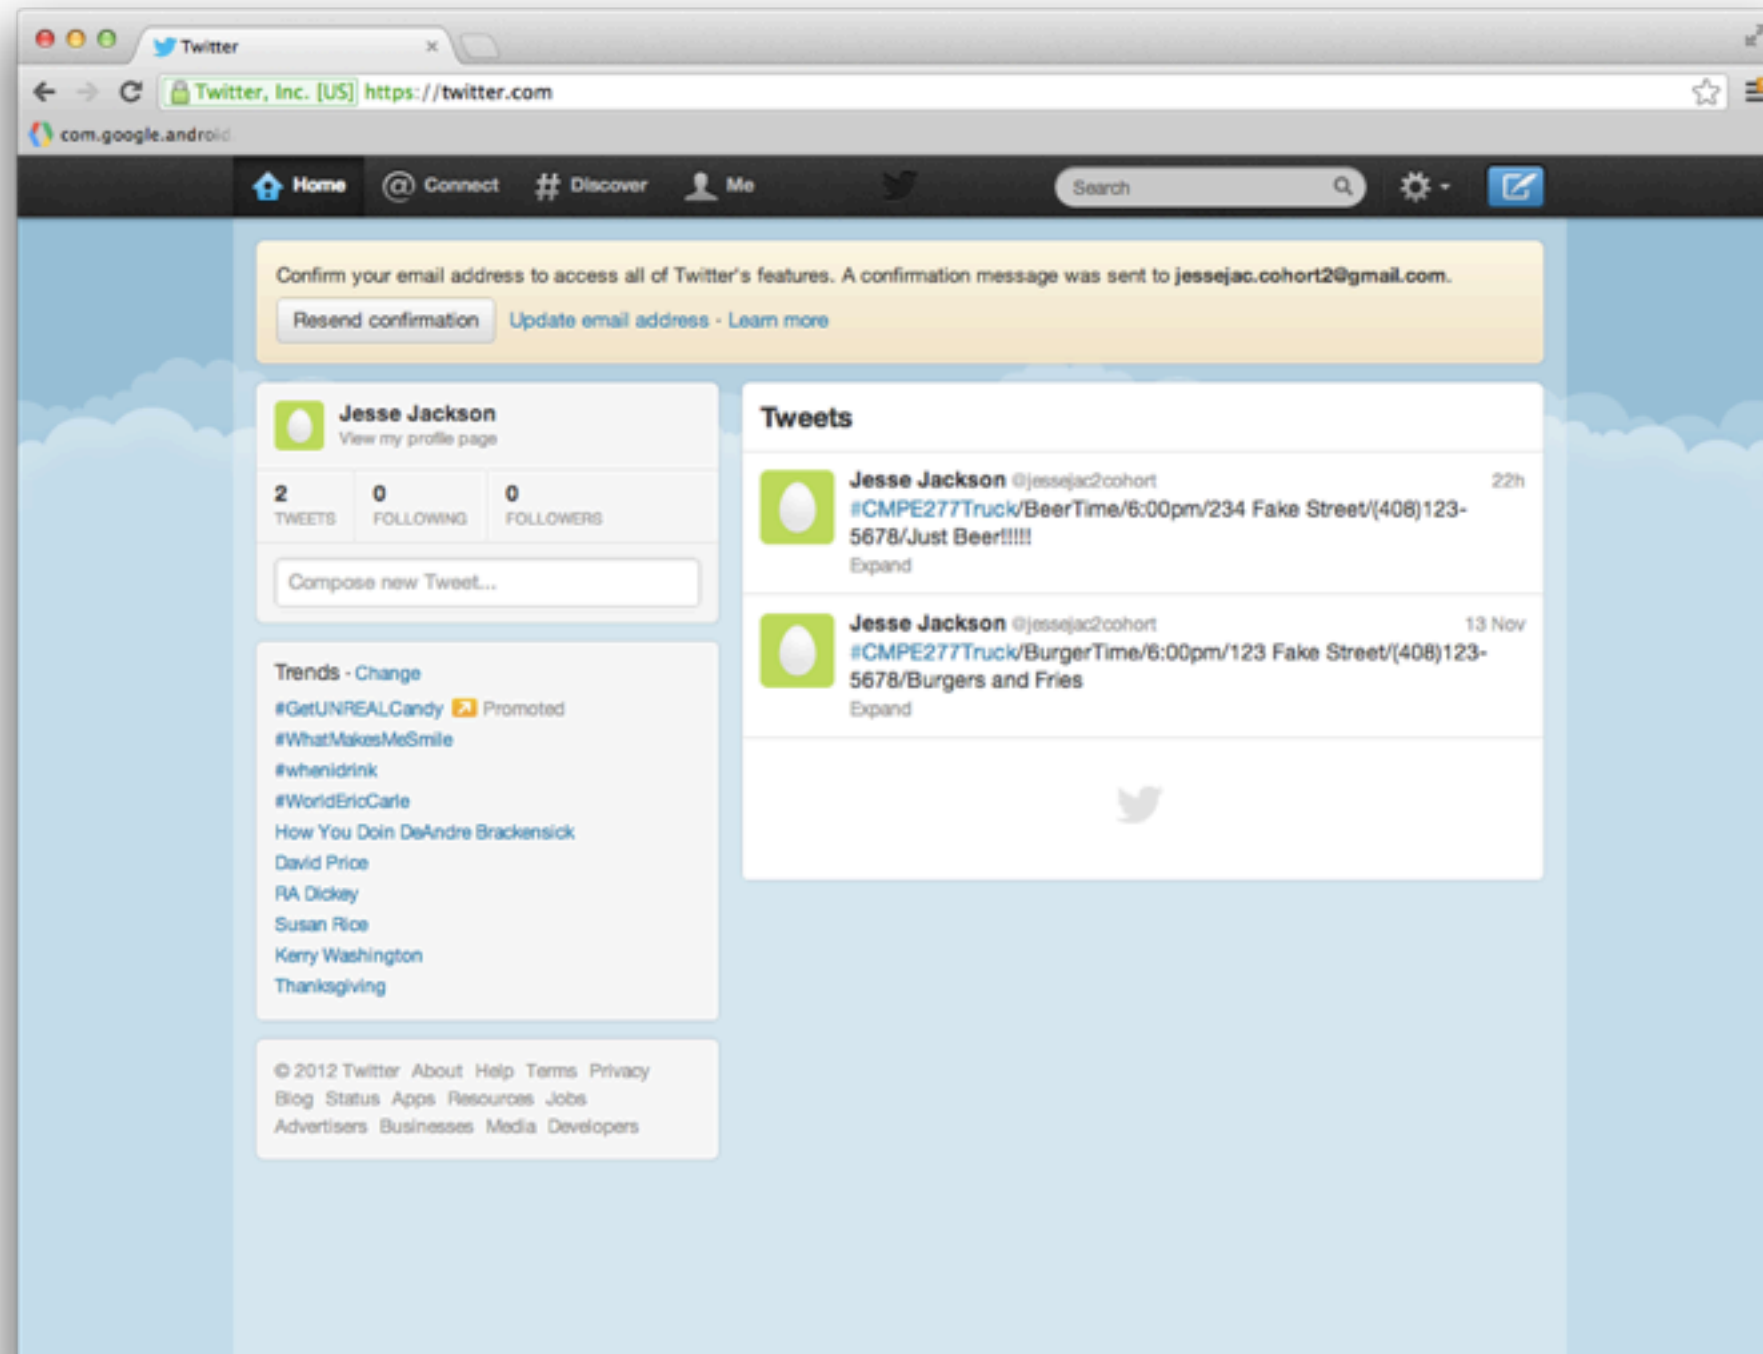 Twitter
Twitter, Inc. [US] https://twitter.com
com.google.android
Home Connect Discover Me Search
Confirm your email address to access all of Twitter's features. A confirmation message was sent to jessejac.cohort2@gmail.com.
Resend confirmation Update email address · Learn more
Jesse Jackson
View my profile page
2 0 0
TWEETS FOLLOWING FOLLOWERS
Compose new Tweet...
Trends · Change
#GetUNREALCandy Promoted
#WhatMakesMeSmile
#whenidrink
#WorldEricCarle
How You Doin DeAndre Brackensick
David Price
RA Dickey
Susan Rice
Kerry Washington
Thanksgiving
© 2012 Twitter About Help Terms Privacy
Blog Status Apps Resources Jobs
Advertisers Businesses Media Developers
Tweets
Jesse Jackson @jessejac2cohort 22h
#CMPE277Truck/BeerTime/6:00pm/234 Fake Street/(408)123-
5678/Just Beer!!!!!
Expand
Jesse Jackson @jessejac2cohort 13 Nov
#CMPE277Truck/BurgerTime/6:00pm/123 Fake Street/(408)123-
5678/Burgers and Fries
Expand